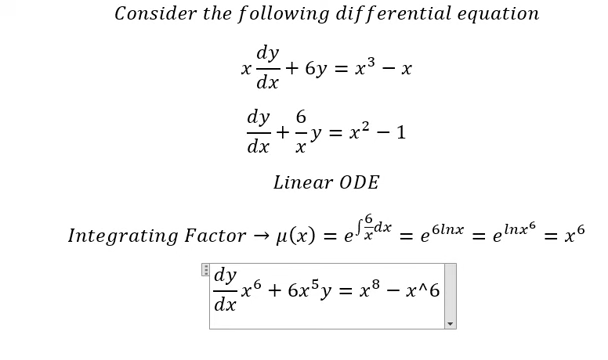 Consider the following differential equation
x dy/dx + 6y = x³ − x
dy/dx + 6/x y = x² − 1
Linear ODE
Integrating Factor → μ(x) = e^∫6/x dx = e^6lnx = e^lnx⁶ = x⁶
dy/dx x⁶ + 6x⁵y = x⁸ − x^6